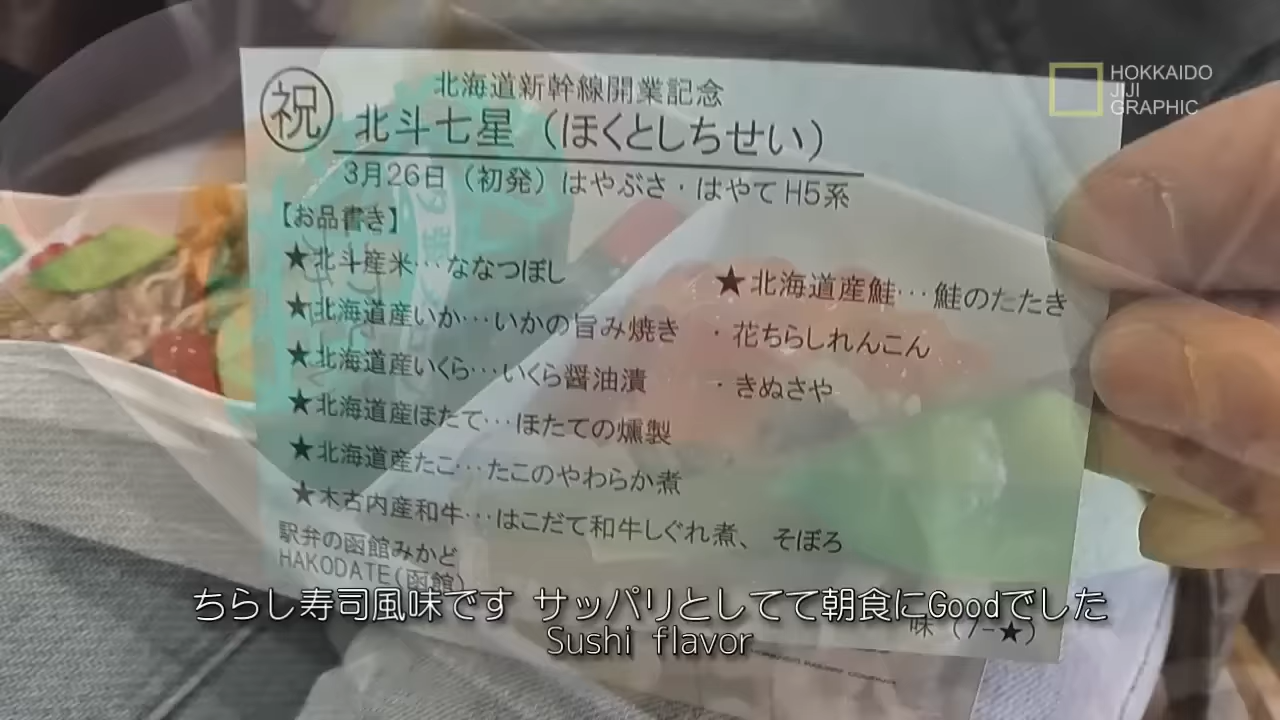 HOKKAIDO
JIJI
GRAPHIC
祝
北海道新幹線開業記念
北斗七星（ほくとしちせい）
3月26日（初発）はやぶさ・はやてH5系
【お品書き】
★北斗産米…ななつぼし
★北海道産いか…いかの旨み焼き
★北海道産いくら…いくら醤油漬
★北海道産ほたて…ほたての燻製
★北海道産たこ…たこのやわらか煮
★木古内産和牛…はこだて和牛しぐれ煮、そぼろ
★北海道産鮭…鮭のたたき
・花ちらしれんこん
・きぬさや
駅弁の函館みかど
HAKODATE(函館)
ちらし寿司風味です サッパリとしてて朝食にGoodでした
Sushi flavor